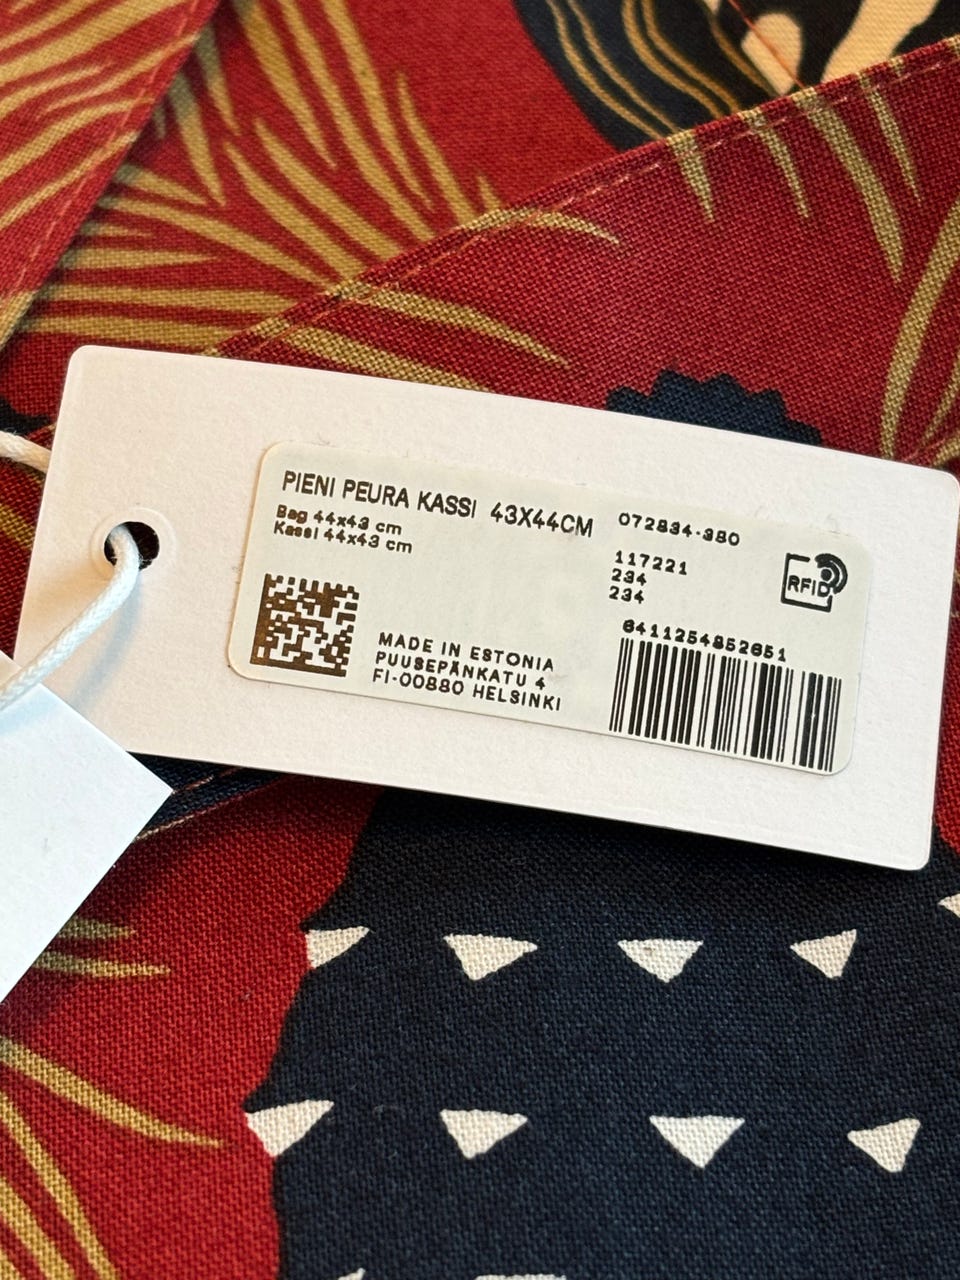 PIENI PEURA KASSI 43X44CM
Bag 44x43 cm
Kassi 44x43 cm
072834-380
117221
234
234
RFID
6411254852651
MADE IN ESTONIA
PUUSEPÄNKATU 4
FI-00880 HELSINKI